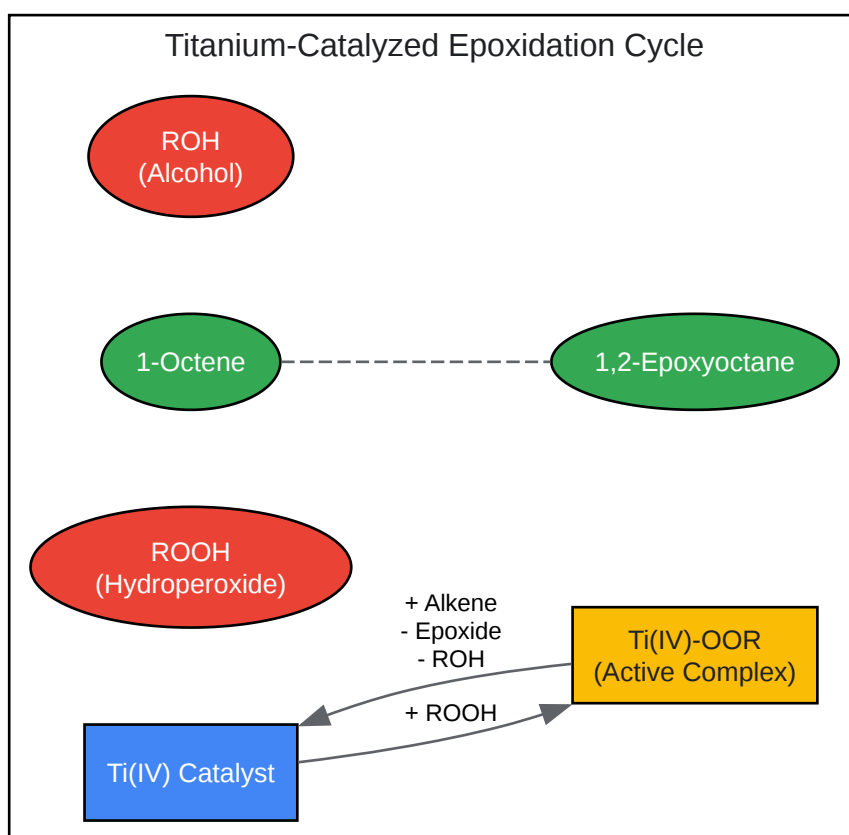 Titanium-Catalyzed Epoxidation Cycle
ROH
(Alcohol)
1-Octene
1,2-Epoxyoctane
ROOH
(Hydroperoxide)
+ Alkene
- Epoxide
- ROH
Ti(IV)-OOR
(Active Complex)
+ ROOH
Ti(IV) Catalyst